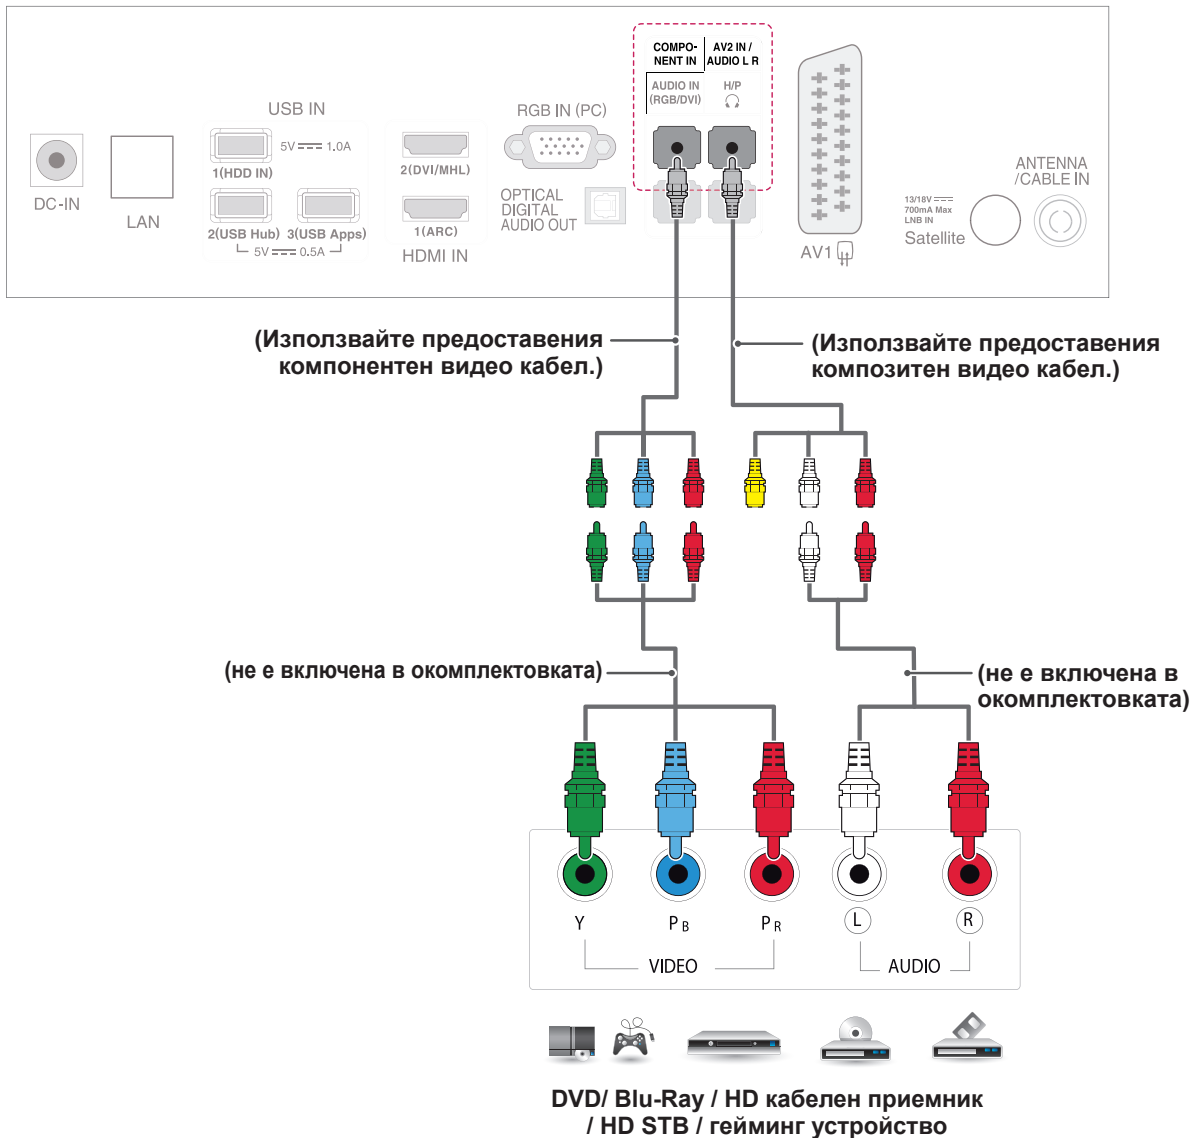 COMPO-
NENT IN
AV2 IN /
AUDIO L R
AUDIO IN
(RGB/DVI)
H/P
USB IN
RGB IN (PC)
5V 1.0A
1(HDD IN)
2(DVI/MHL)
ANTENNA
/CABLE IN
DC-IN
LAN
OPTICAL
DIGITAL
AUDIO OUT
13/18V
700mA Max
LNB IN
Satellite
2(USB Hub) 3(USB Apps)
5V 0.5A
1(ARC)
HDMI IN
AV1
(Използвайте предоставения
компонентен видео кабел.)
(Използвайте предоставения
композитен видео кабел.)
(не е включена в окомплектовката)
(не е включена в
окомплектовката)
Y PB PR L R
VIDEO AUDIO
DVD/ Blu-Ray / HD кабелен приемник
/ HD STB / гейминг устройство